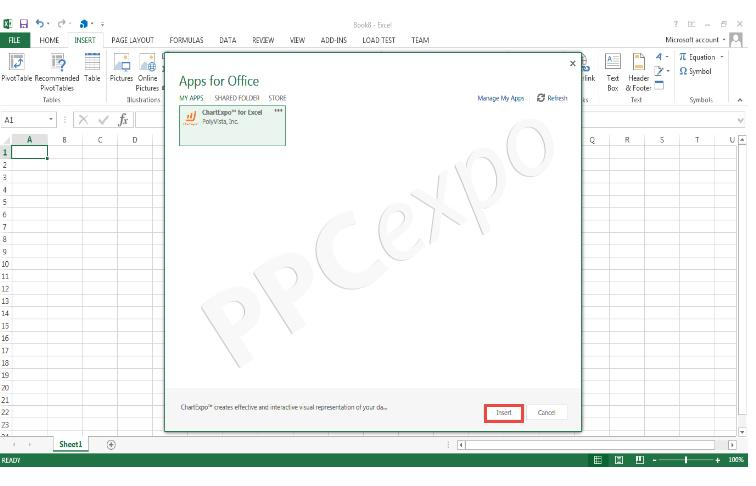 Book6 - Excel
FILE HOME INSERT PAGE LAYOUT FORMULAS DATA REVIEW VIEW ADD-INS LOAD TEST TEAM Microsoft account
PivotTable Recommended PivotTables Table
Tables
Pictures Online Pictures
Illustrations
Text Box Header & Footer
Text
Equation
Symbol
Symbols
A1
fx
A B C D Q R S T U
1
2
3
4
5
6
7
8
9
10
11
12
13
14
15
16
17
18
19
20
21
22
23
Apps for Office
MY APPS SHARED FOLDER STORE
Manage My Apps Refresh
ChartExpo™ for Excel
PolyVista, Inc.
PPCexpo
ChartExpo™ creates effective and interactive visual representation of your da...
Insert Cancel
Sheet1
READY
100%